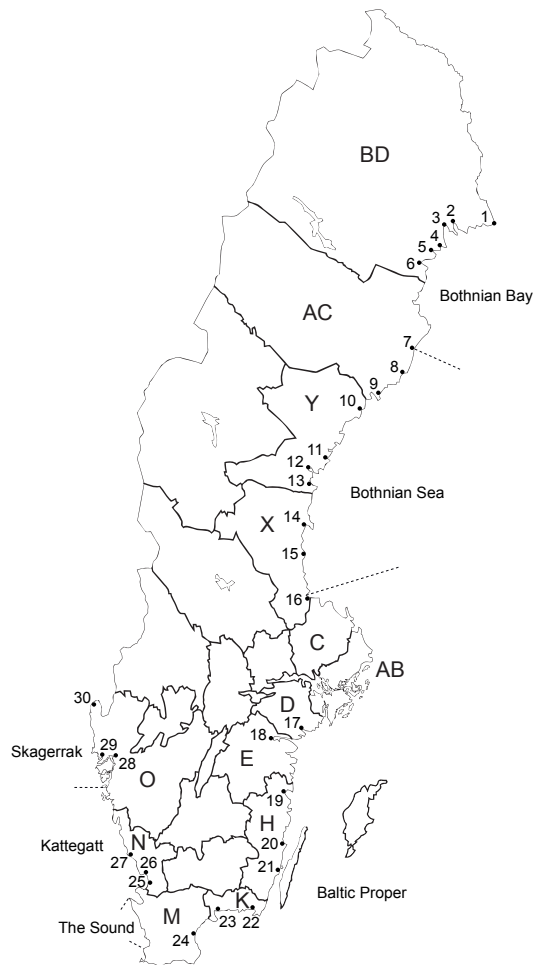 BD
3 2 1
5 4
6
Bothnian Bay
AC
7
8
9
Y
10
11
12
13
Bothnian Sea
X
14
15
16
C
AB
30
D
17
18
Skagerrak
29
28
E
O
19
H
Kattegatt
N
20
27
26
21
25
Baltic Proper
K
M
23 22
The Sound
24